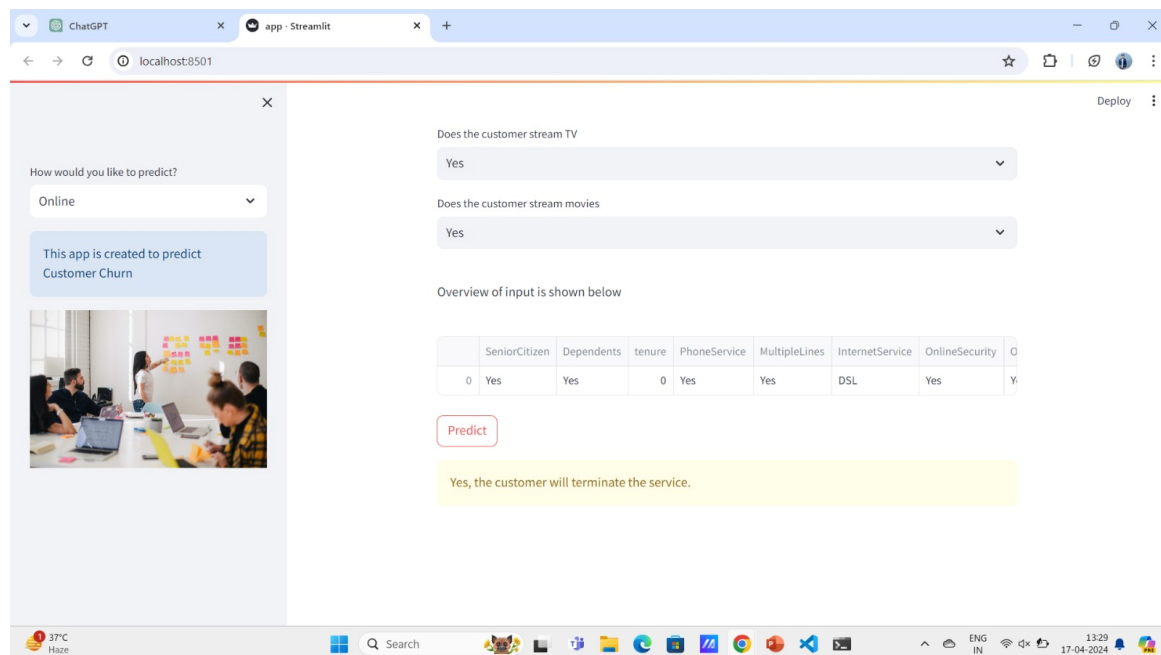 ChatGPT
app · Streamlit
localhost:8501
Deploy
How would you like to predict?
Online
This app is created to predict
Customer Churn
Does the customer stream TV
Yes
Does the customer stream movies
Yes
Overview of input is shown below
SeniorCitizen Dependents tenure PhoneService MultipleLines InternetService OnlineSecurity O
0 Yes Yes 0 Yes Yes DSL Yes
Predict
Yes, the customer will terminate the service.
1 37°C
Haze
Search
ENG
IN
13:29
17-04-2024
PRE